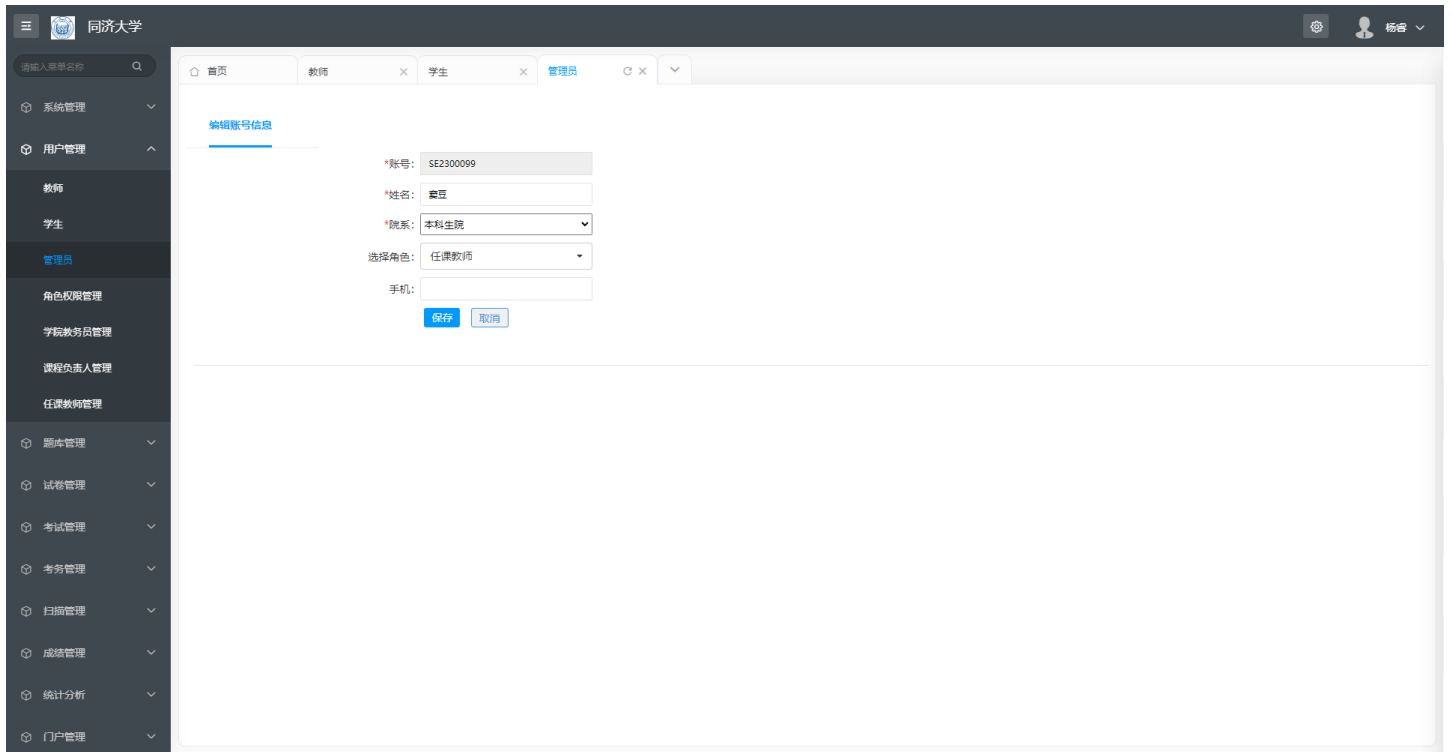 同济大学
杨睿
请输入菜单名称
首页
教师
学生
管理员
系统管理
用户管理
教师
学生
管理员
角色权限管理
学院教务员管理
课程负责人管理
任课教师管理
题库管理
试卷管理
考试管理
考务管理
扫描管理
成绩管理
统计分析
门户管理
编辑账号信息
*账号: SE2300099
*姓名: 窦豆
*院系: 本科生院
选择角色: 任课教师
手机:
保存 取消